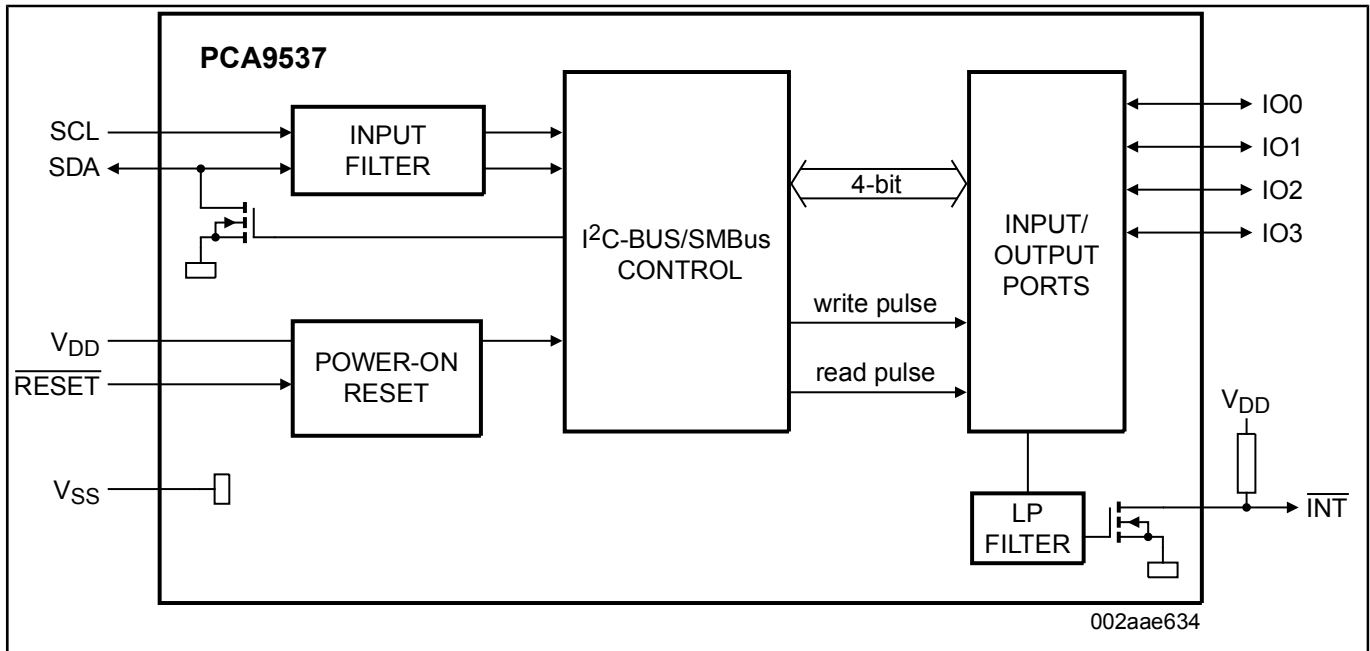 PCA9537
SCL
SDA
INPUT
FILTER
I²C-BUS/SMBus
CONTROL
4-bit
write pulse
read pulse
INPUT/
OUTPUT
PORTS
IO0
IO1
IO2
IO3
VDD
RESET
POWER-ON
RESET
VSS
LP
FILTER
VDD
INT
002aae634